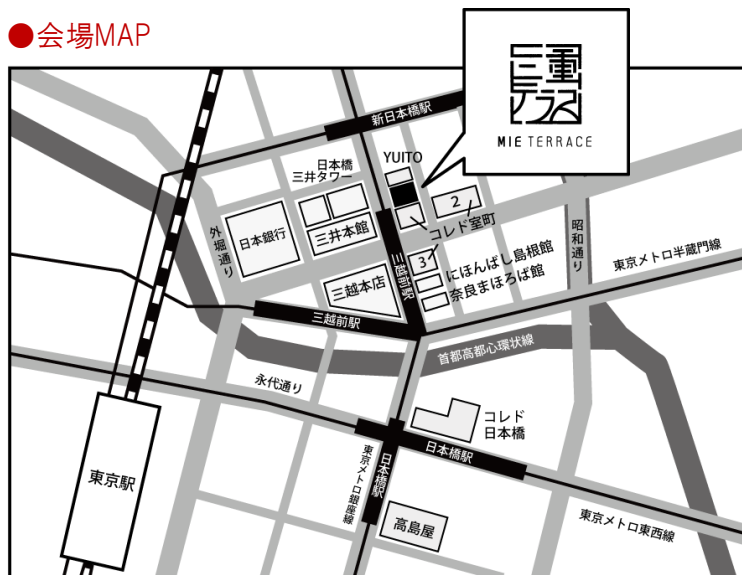 ●会場MAP
三重テラス
MIE TERRACE
新日本橋駅
YUITO
日本橋
三井タワー
2
コレド室町
外堀通り
日本銀行
三井本館
昭和通り
3
にほんばし島根館
奈良まほろば館
三越前駅
東京メトロ半蔵門線
三越本店
三越前駅
首都高都心環状線
永代通り
コレド
日本橋
日本橋駅
日本橋駅
東京メトロ銀座線
東京駅
高島屋
東京メトロ東西線